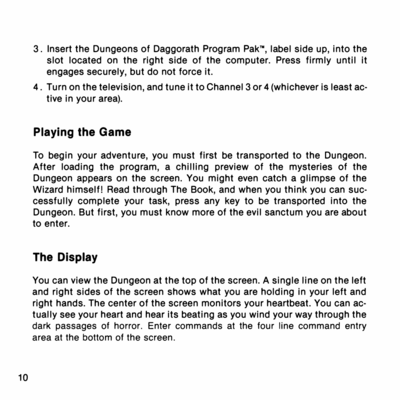 3. Insert the Dungeons of Daggorath Program Pak™, label side up, into the
slot located on the right side of the computer. Press firmly until it
engages securely, but do not force it.
4. Turn on the television, and tune it to Channel 3 or 4 (whichever is least ac-
tive in your area).
Playing the Game
To begin your adventure, you must first be transported to the Dungeon.
After loading the program, a chilling preview of the mysteries of the
Dungeon appears on the screen. You might even catch a glimpse of the
Wizard himself! Read through The Book, and when you think you can suc-
cessfully complete your task, press any key to be transported into the
Dungeon. But first, you must know more of the evil sanctum you are about
to enter.
The Display
You can view the Dungeon at the top of the screen. A single line on the left
and right sides of the screen shows what you are holding in your left and
right hands. The center of the screen monitors your heartbeat. You can ac-
tually see your heart and hear its beating as you wind your way through the
dark passages of horror. Enter commands at the four line command entry
area at the bottom of the screen.
10